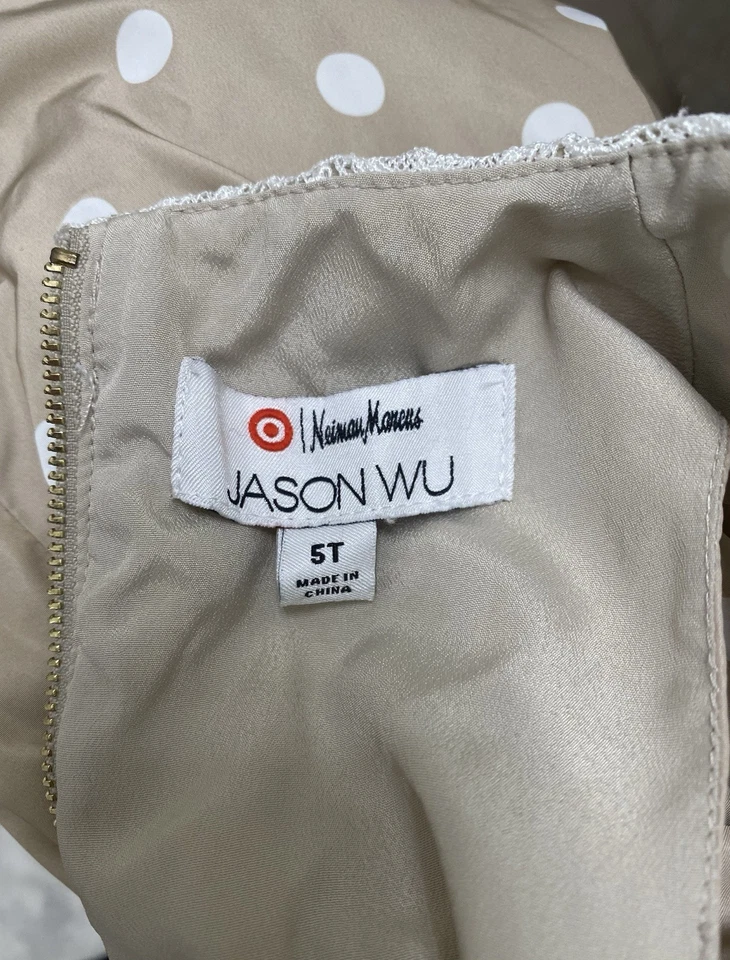 | Neiman Marcus
JASON WU
5T
MADE IN
CHINA